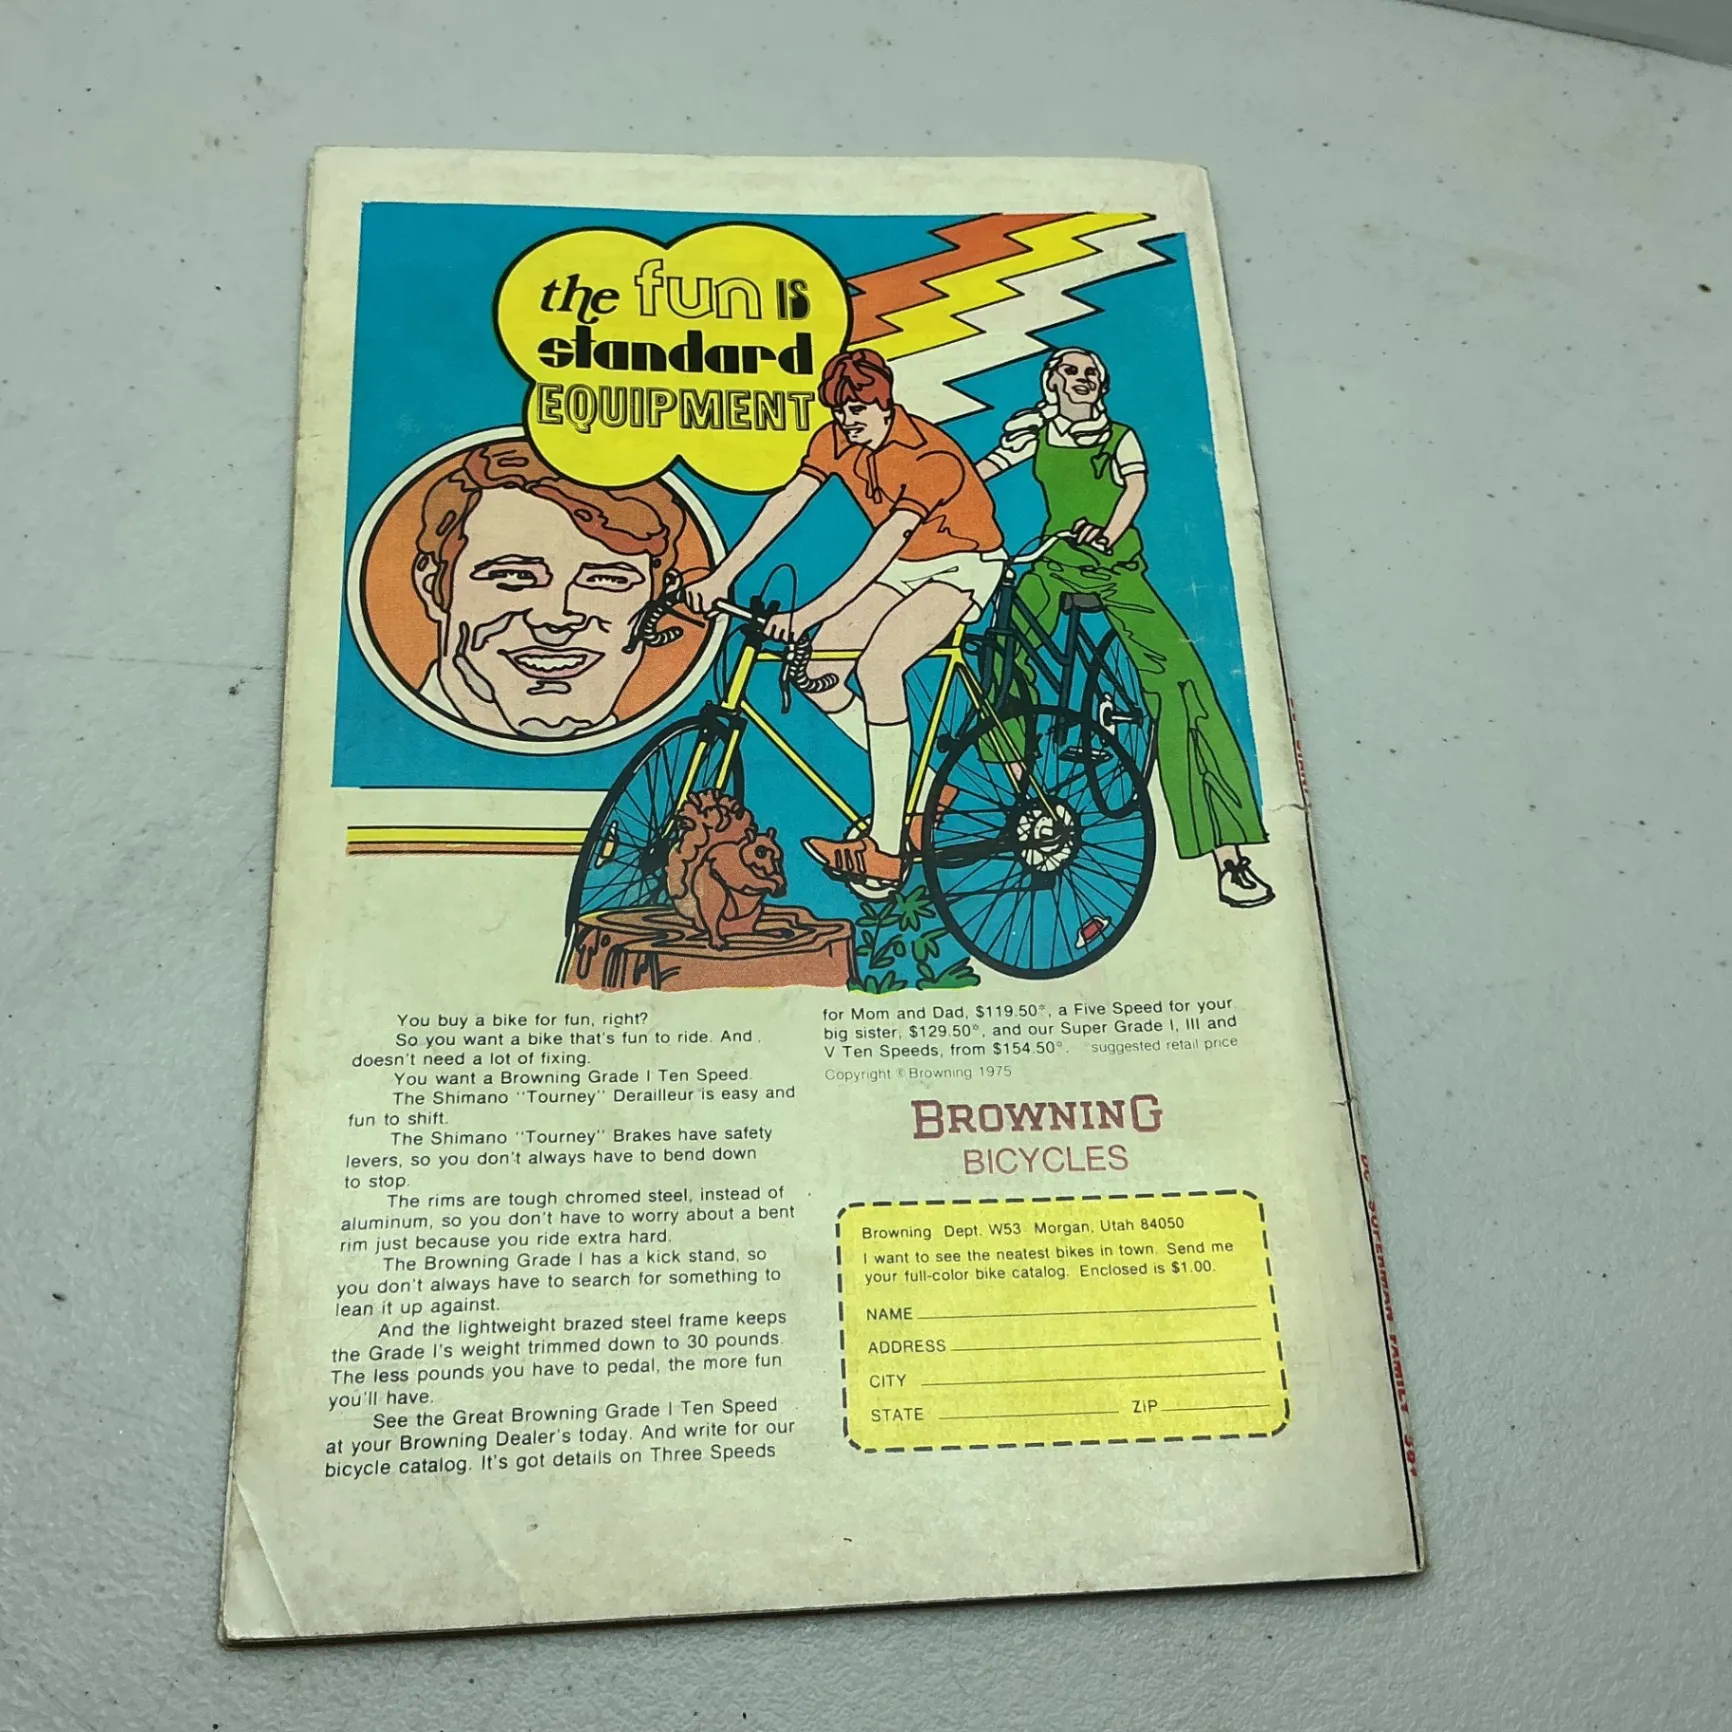 the fun is
standard
EQUIPMENT
You buy a bike for fun, right?
So you want a bike that's fun to ride. And
doesn't need a lot of fixing.
You want a Browning Grade I Ten Speed.
The Shimano "Tourney" Derailleur is easy and
fun to shift.
The Shimano "Tourney" Brakes have safety
levers, so you don't always have to bend down
to stop.
The rims are tough chromed steel, instead of
aluminum, so you don't have to worry about a bent
rim just because you ride extra hard.
The Browning Grade I has a kick stand, so
you don't always have to search for something to
lean it up against.
And the lightweight brazed steel frame keeps
the Grade I's weight trimmed down to 30 pounds.
The less pounds you have to pedal, the more fun
you'll have.
See the Great Browning Grade I Ten Speed
at your Browning Dealer's today. And write for our
bicycle catalog. It's got details on Three Speeds
for Mom and Dad, $119.50*, a Five Speed for your
big sister, $129.50*, and our Super Grade I, III and
V Ten Speeds, from $154.50*. suggested retail price
Copyright © Browning 1975
BROWNING
BICYCLES
Browning Dept. W53 Morgan, Utah 84050
I want to see the neatest bikes in town. Send me
your full-color bike catalog. Enclosed is $1.00.
NAME
ADDRESS
CITY
STATE ZIP
DC SUPERMAN FAMILY